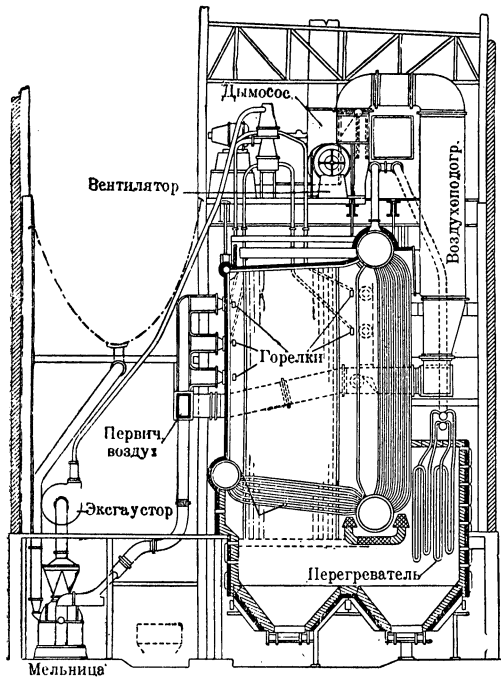 Дымосос
Вентилятор
Воздухоподогр.
Горелки
Первич.
воздух
Эксгаустор
Перегреватель
Мельница